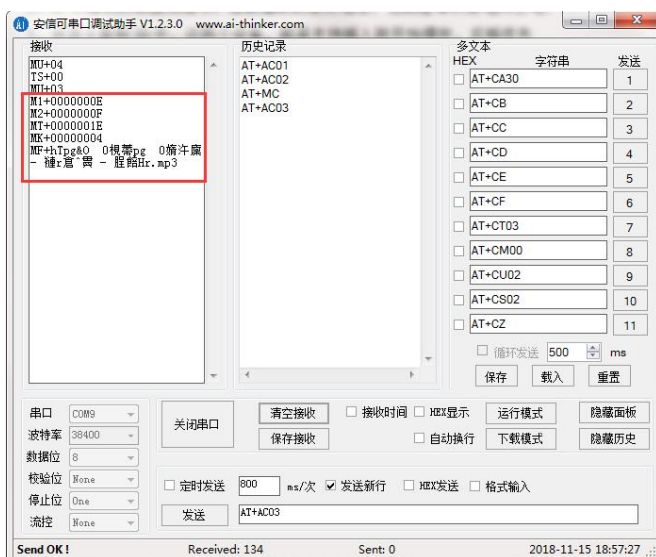 安信可串口调试助手 V1.2.3.0 www.ai-thinker.com
接收
MU+04
TS+00
MU+03
M1+0000000E
M2+0000000F
MT+0000001E
MK+00000004
MF+hTpg&O
- Hr.mp3
历史记录
AT+AC01
AT+AC02
AT+MC
AT+AC03
多文本
HEX 字符串 发送
AT+CA30 1
AT+CB 2
AT+CC 3
AT+CD 4
AT+CE 5
AT+CF 6
AT+CT03 7
AT+CM00 8
AT+CU02 9
AT+CS02 10
AT+CZ 11
循环发送 500 ms
保存 载入 重置
串口 COM9
波特率 38400
数据位 8
校验位 None
停止位 One
流控 None
关闭串口
清空接收 接收时间 HEX显示 运行模式 隐藏面板
保存接收 自动换行 下载模式 隐藏历史
定时发送 800 ms/次 发送新行 HEX发送 格式输入
发送 AT+AC03
Send OK! Received: 134 Sent: 0 2018-11-15 18:57:27